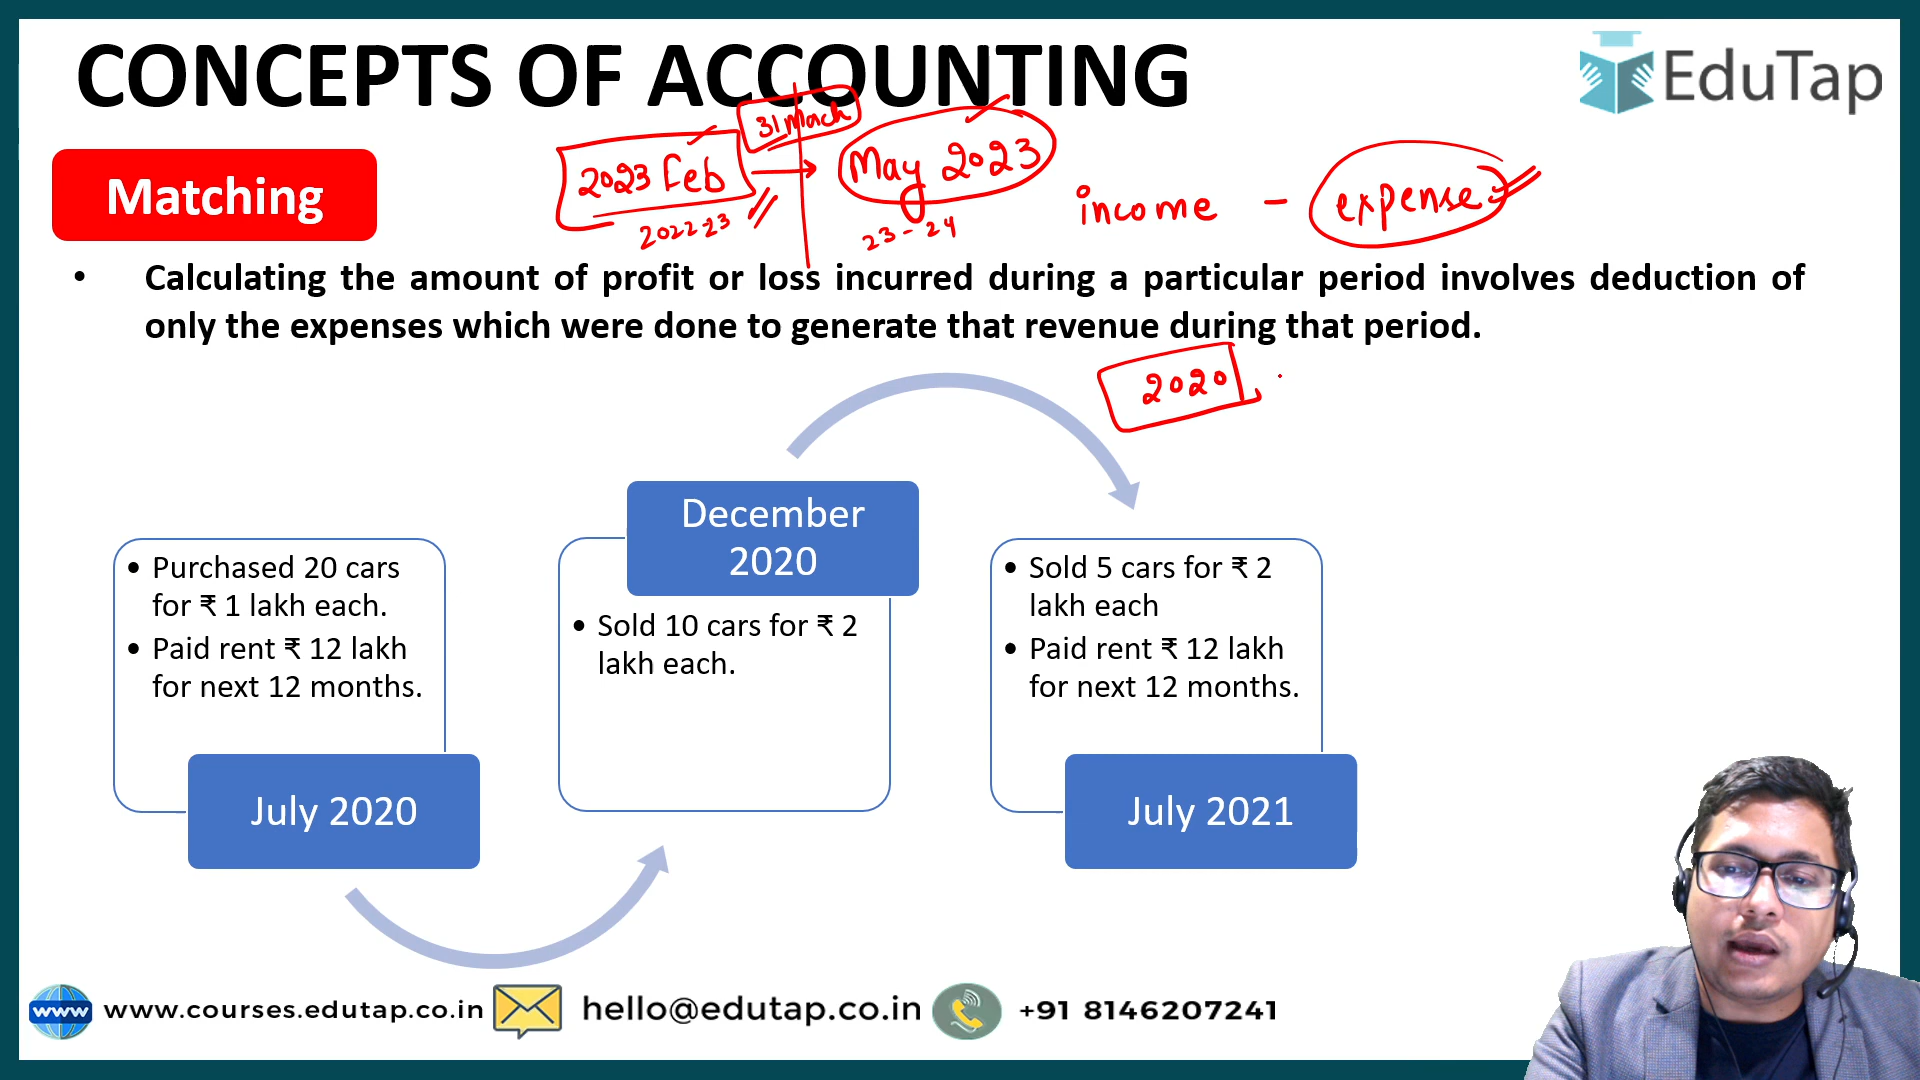 CONCEPTS OF ACCOUNTING
EduTap
31 Mach
2023 Feb
May 2023
2022-23
23-24
income - expense
Matching
• Calculating the amount of profit or loss incurred during a particular period involves deduction of
only the expenses which were done to generate that revenue during that period.
2020
• Purchased 20 cars
for ₹ 1 lakh each.
• Paid rent ₹ 12 lakh
for next 12 months.
July 2020
December
2020
• Sold 10 cars for ₹ 2
lakh each.
• Sold 5 cars for ₹ 2
lakh each
• Paid rent ₹ 12 lakh
for next 12 months.
July 2021
www
www.courses.edutap.co.in
hello@edutap.co.in
+91 8146207241